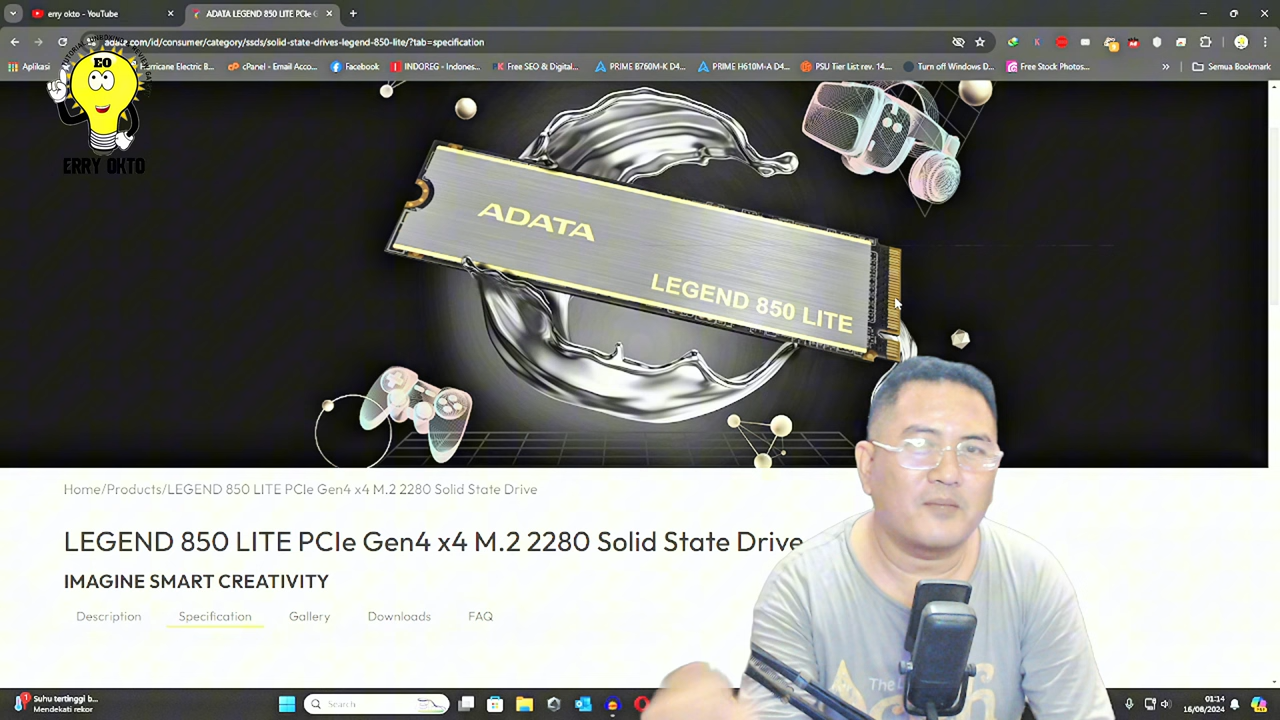 erry okto - YouTube
ADATA LEGEND 850 LITE PCIe G
adata.com/id/consumer/category/ssds/solid-state-drives-legend-850-lite/?tab=specification
Aplikasi
Hurricane Electric B...
cPanel - Email Acco...
Facebook
INDOREG - Indones...
Free SEO & Digital...
PRIME B760M-K D4...
PRIME H610M-A D4...
PSU Tier List rev. 14....
Turn off Windows D...
Free Stock Photos...
Semua Bookmark
EO
ERRY OKTO
ADATA
LEGEND 850 LITE
Home/Products/LEGEND 850 LITE PCIe Gen4 x4 M.2 2280 Solid State Drive
LEGEND 850 LITE PCIe Gen4 x4 M.2 2280 Solid State Drive
IMAGINE SMART CREATIVITY
Description
Specification
Gallery
Downloads
FAQ
The
Suhu tertinggi b...
Mendekati rekor
Search
01:34
16/08/2024